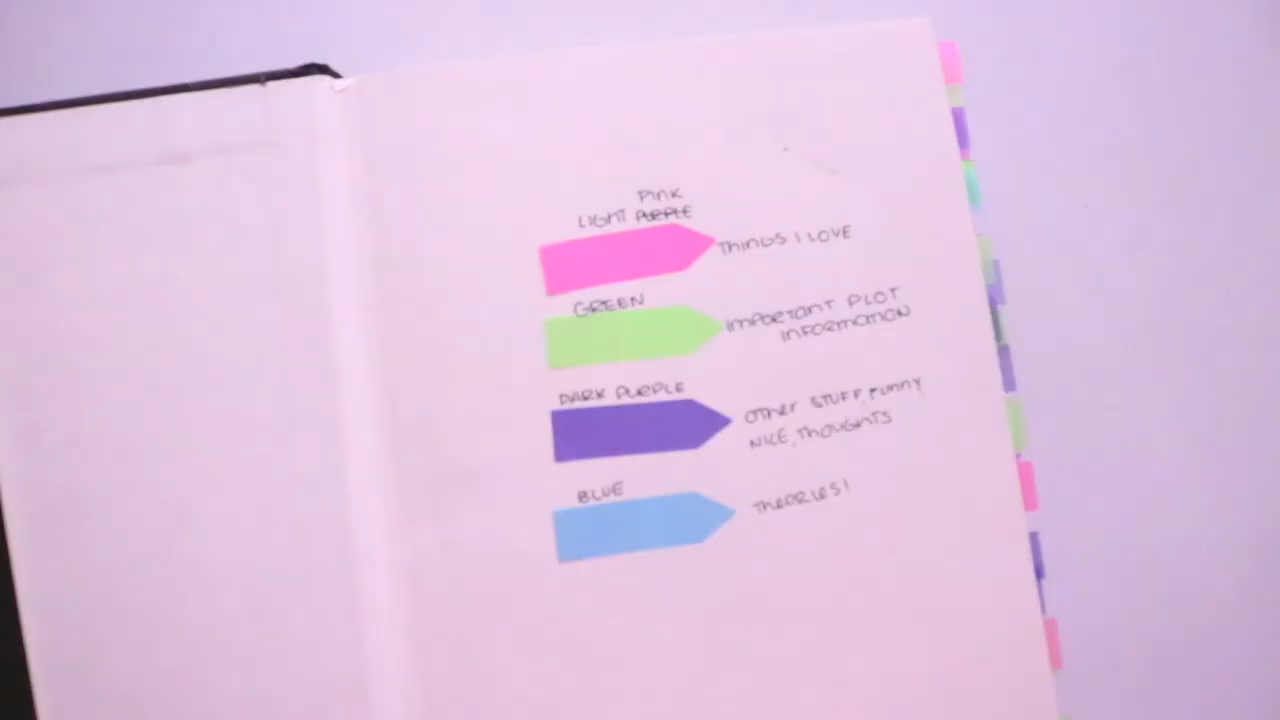 PINK
LIGHT PURPLE
THINGS I LOVE
GREEN
IMPORTANT PLOT
INFORMATION
DARK PURPLE
OTHER STUFF, FUNNY,
NICE, THOUGHTS
BLUE
THEORIES!